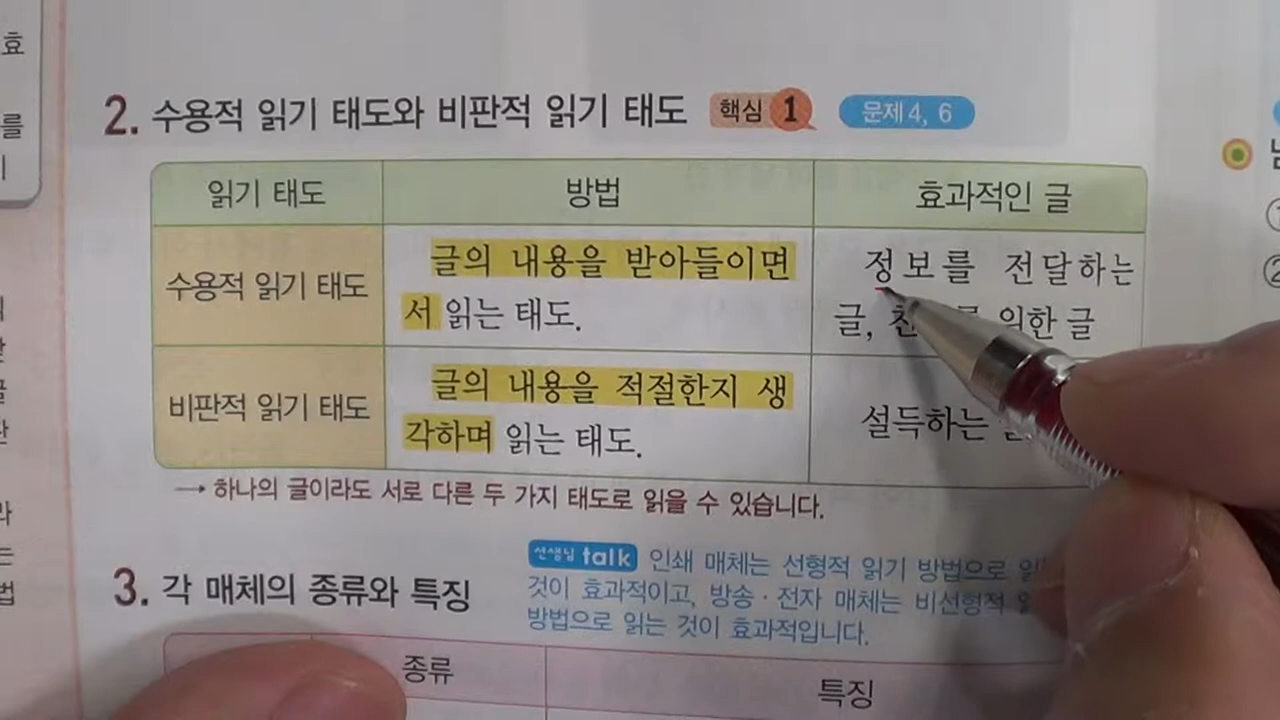 효
를
2. 수용적 읽기 태도와 비판적 읽기 태도 핵심 1 문제 4, 6
읽기 태도 방법 효과적인 글
수용적 읽기 태도
글의 내용을 받아들이면
서 읽는 태도.
정보를 전달하는
글, 위한 글
비판적 읽기 태도
글의 내용을 적절한지 생
각하며 읽는 태도.
설득하는
→ 하나의 글이라도 서로 다른 두 가지 태도로 읽을 수 있습니다.
3. 각 매체의 종류와 특징
선생님 talk 인쇄 매체는 선형적 읽기 방법으로
것이 효과적이고, 방송·전자 매체는 비선형적
방법으로 읽는 것이 효과적입니다.
종류 특징
는
법
②